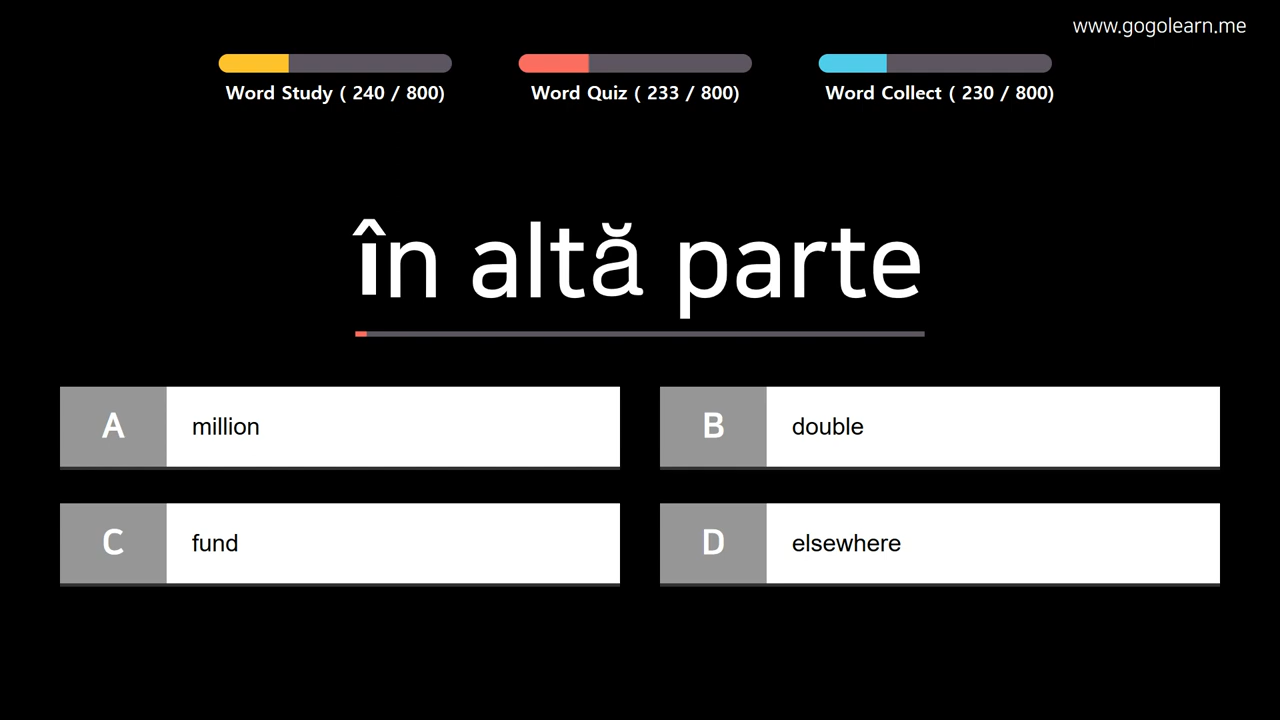 www.gogolearn.me
Word Study ( 240 / 800)
Word Quiz ( 233 / 800)
Word Collect ( 230 / 800)
în altă parte
A million
B double
C fund
D elsewhere